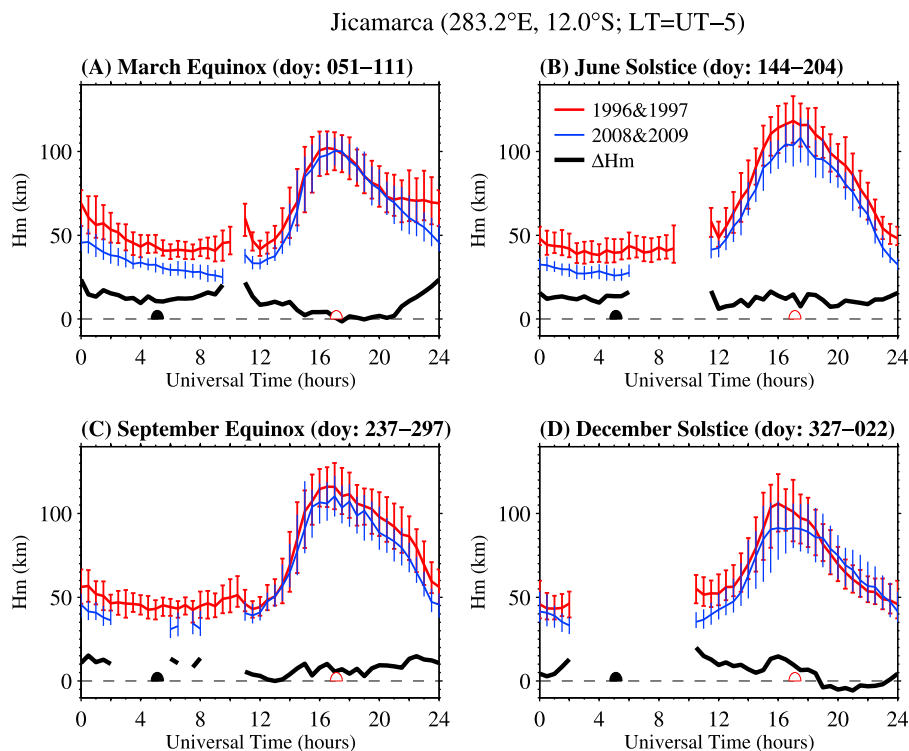 Jicamarca (283.2°E, 12.0°S; LT=UT−5)
(A) March Equinox (doy: 051−111)
Hm (km)
100
50
0
0 4 8 12 16 20 24
Universal Time (hours)
(B) June Solstice (doy: 144−204)
1996&1997
2008&2009
ΔHm
Hm (km)
100
50
0
0 4 8 12 16 20 24
Universal Time (hours)
(C) September Equinox (doy: 237−297)
Hm (km)
100
50
0
0 4 8 12 16 20 24
Universal Time (hours)
(D) December Solstice (doy: 327−022)
Hm (km)
100
50
0
0 4 8 12 16 20 24
Universal Time (hours)